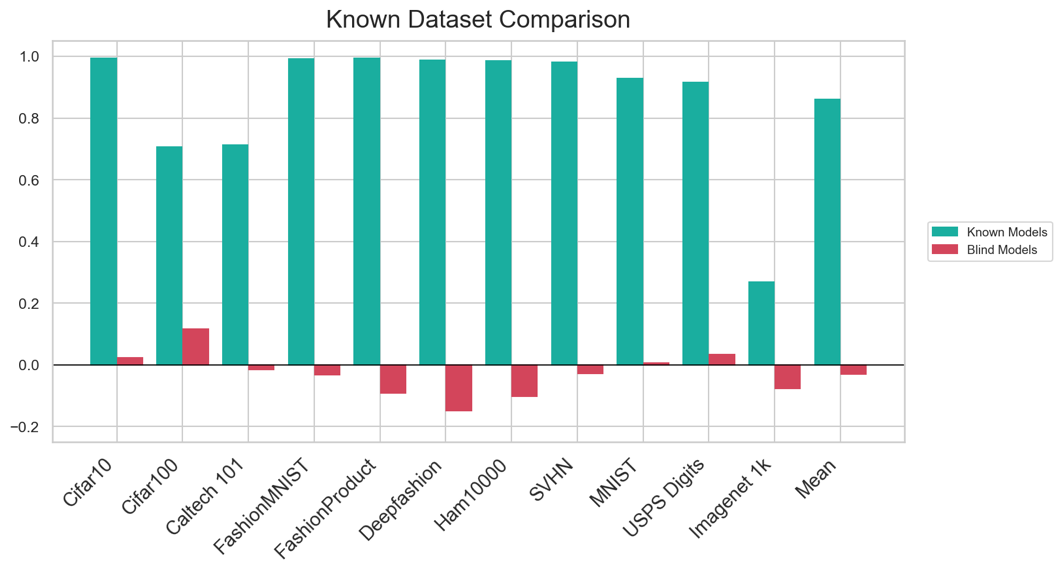 Known Dataset Comparison
1.0
0.8
0.6
0.4
0.2
0.0
−0.2
Known Models
Blind Models
Cifar10
Cifar100
Caltech 101
FashionMNIST
FashionProduct
Deepfashion
Ham10000
SVHN
MNIST
USPS Digits
Imagenet 1k
Mean